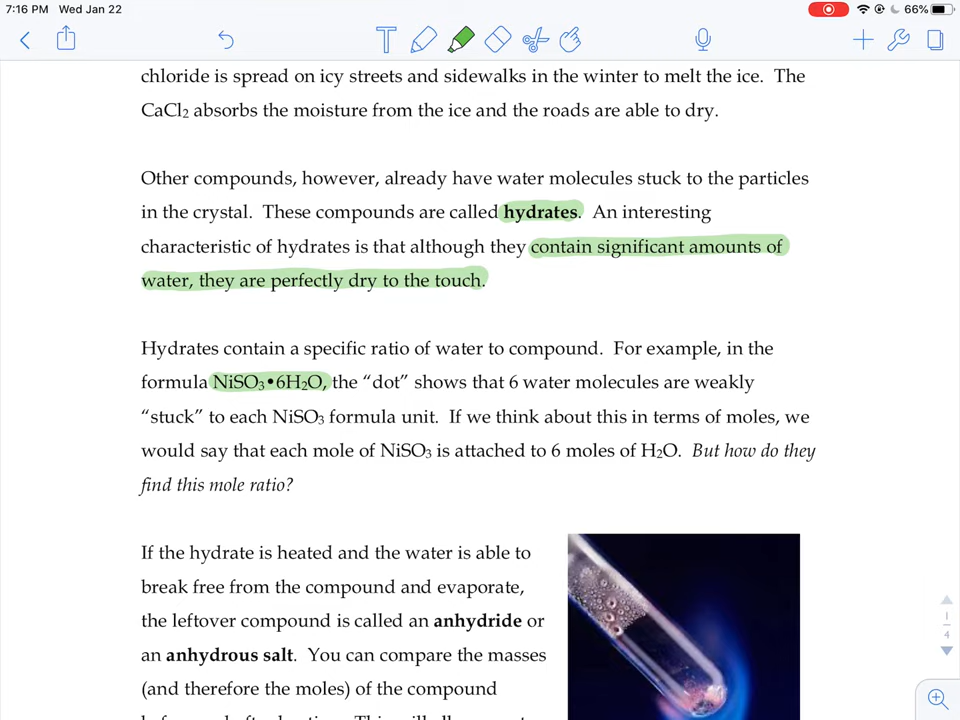 7:16 PM Wed Jan 22
66%
T
chloride is spread on icy streets and sidewalks in the winter to melt the ice. The
CaCl₂ absorbs the moisture from the ice and the roads are able to dry.
Other compounds, however, already have water molecules stuck to the particles
in the crystal. These compounds are called hydrates. An interesting
characteristic of hydrates is that although they contain significant amounts of
water, they are perfectly dry to the touch.
Hydrates contain a specific ratio of water to compound. For example, in the
formula NiSO₃•6H₂O, the “dot” shows that 6 water molecules are weakly
“stuck” to each NiSO₃ formula unit. If we think about this in terms of moles, we
would say that each mole of NiSO₃ is attached to 6 moles of H₂O. But how do they
find this mole ratio?
If the hydrate is heated and the water is able to
break free from the compound and evaporate,
the leftover compound is called an anhydride or
an anhydrous salt. You can compare the masses
(and therefore the moles) of the compound
1
4